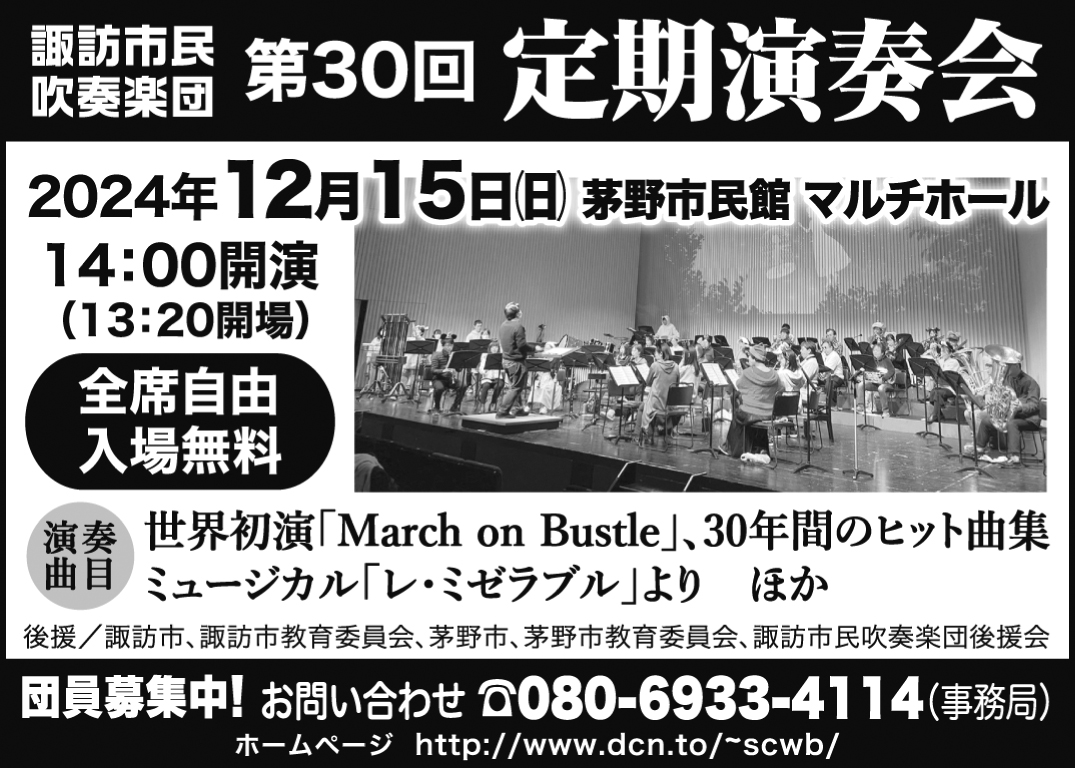 諏訪市民
吹奏楽団
第30回 定期演奏会
2024年12月15日(日) 茅野市民館 マルチホール
14:00開演
(13:20開場)
全席自由
入場無料
演奏
曲目
世界初演「March on Bustle」、30年間のヒット曲集
ミュージカル「レ・ミゼラブル」より ほか
後援／諏訪市、諏訪市教育委員会、茅野市、茅野市教育委員会、諏訪市民吹奏楽団後援会
団員募集中! お問い合わせ ☎080-6933-4114(事務局)
ホームページ http://www.dcn.to/~scwb/